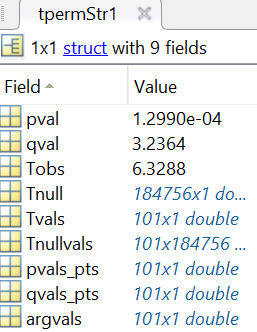 tpermStr1
1x1 struct with 9 fields
Field Value
pval 1.2990e-04
qval 3.2364
Tobs 6.3288
Tnull 184756x1 do...
Tvals 101x1 double
Tnullvals 101x184756 ...
pvals_pts 101x1 double
qvals_pts 101x1 double
argvals 101x1 double